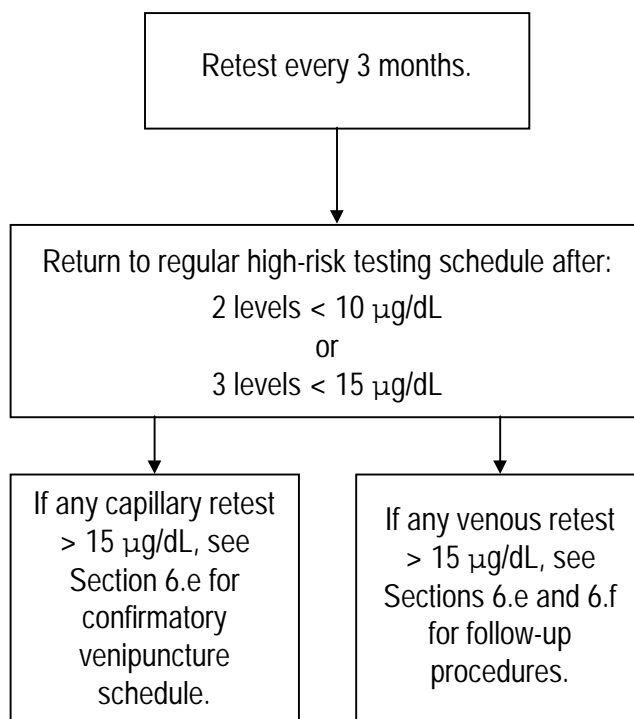 Retest every 3 months.
Return to regular high-risk testing schedule after:
2 levels < 10 μg/dL
or
3 levels < 15 μg/dL
If any capillary retest
> 15 μg/dL, see
Section 6.e for
confirmatory
venipuncture
schedule.
If any venous retest
> 15 μg/dL, see
Sections 6.e and 6.f
for follow-up
procedures.